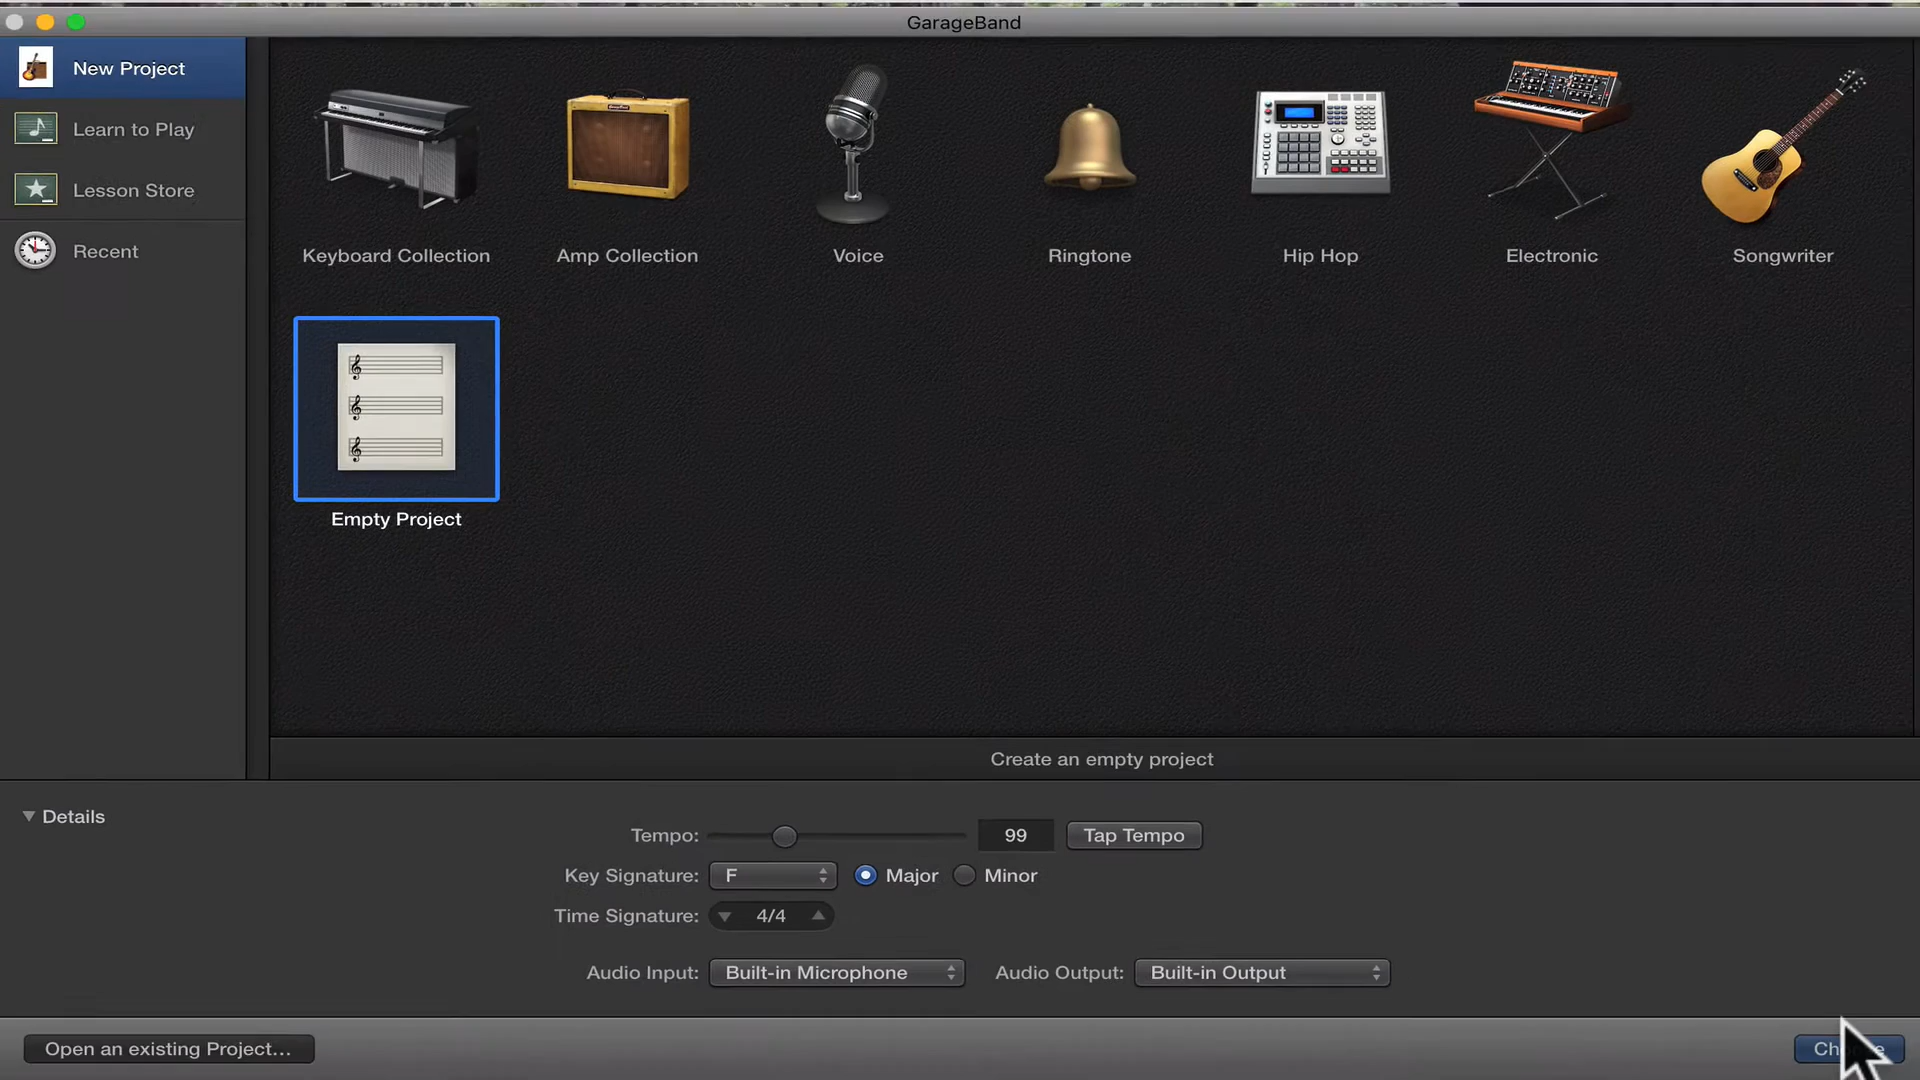 GarageBand
New Project
Learn to Play
Lesson Store
Recent
Keyboard Collection
Amp Collection
Voice
Ringtone
Hip Hop
Electronic
Songwriter
Empty Project
Create an empty project
Details
Tempo: 99 Tap Tempo
Key Signature: F Major Minor
Time Signature: 4/4
Audio Input: Built-in Microphone Audio Output: Built-in Output
Open an existing Project...